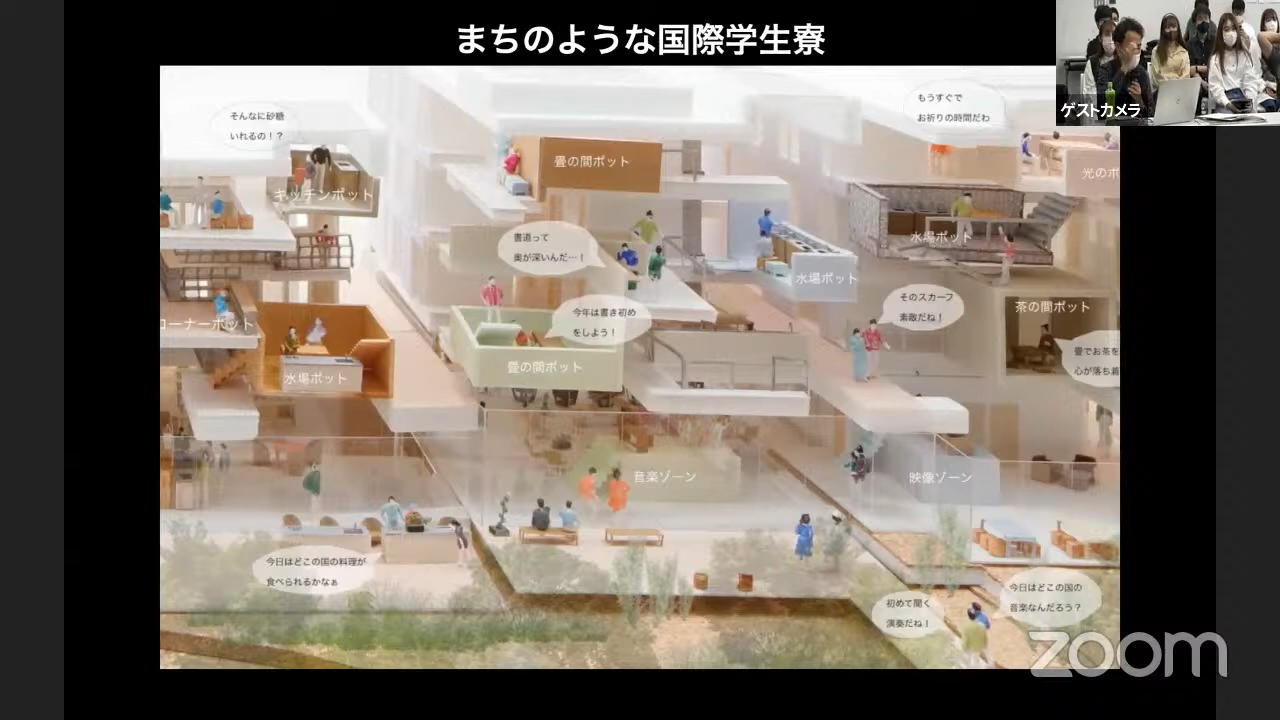 まちのような国際学生寮
ゲストカメラ
そんなに砂糖
いれるの！？
もうすぐで
お祈りの時間だわ
畳の間ポット
光のポ
キッチンポット
書道って
奥が深いんだ…！
水場ポット
水場ポット
今年は書き初め
をしよう！
そのスカーフ
素敵だね！
茶の間ポット
コーナーポット
畳でお茶を
心が落ち着
水場ポット
畳の間ポット
音楽ゾーン
映像ゾーン
今日はどこの国の料理が
食べられるかなぁ
初めて聞く
演奏だね！
今日はどこの国の
音楽なんだろう？
zoom